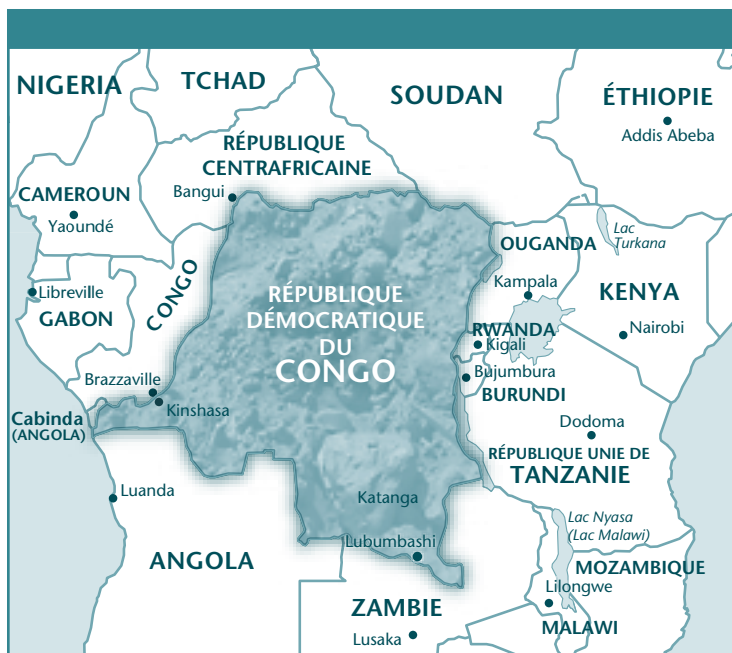 NIGERIA
TCHAD
SOUDAN
ÉTHIOPIE
Addis Abeba
RÉPUBLIQUE
CENTRAFRICAINE
Bangui
CAMEROUN
Yaoundé
Lac
Turkana
OUGANDA
Kampala
KENYA
Nairobi
Libreville
GABON
CONGO
RÉPUBLIQUE
DÉMOCRATIQUE
DU
CONGO
RWANDA
Kigali
Bujumbura
BURUNDI
Brazzaville
Kinshasa
Cabinda
(ANGOLA)
Dodoma
RÉPUBLIQUE UNIE DE
TANZANIE
Luanda
Katanga
Lubumbashi
Lac Nyasa
(Lac Malawi)
ANGOLA
MOZAMBIQUE
Lilongwe
ZAMBIE
MALAWI
Lusaka